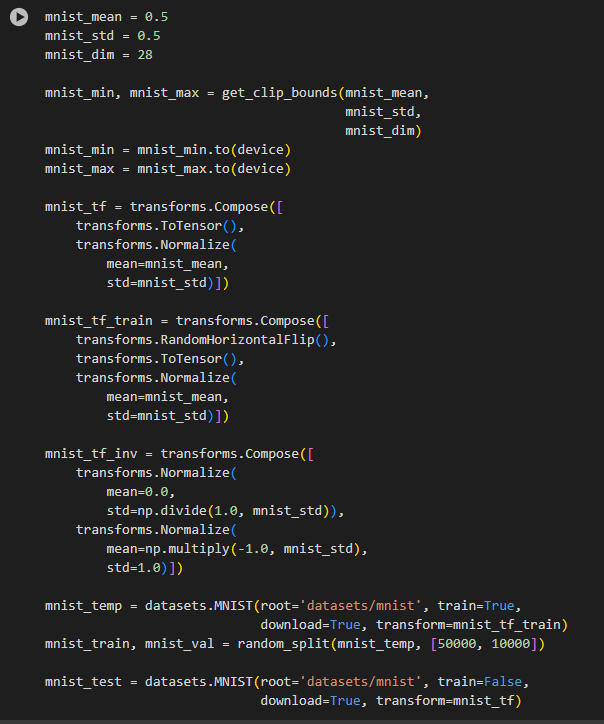 mnist_mean = 0.5
mnist_std = 0.5
mnist_dim = 28

mnist_min, mnist_max = get_clip_bounds(mnist_mean,
                                       mnist_std,
                                       mnist_dim)
mnist_min = mnist_min.to(device)
mnist_max = mnist_max.to(device)

mnist_tf = transforms.Compose([
    transforms.ToTensor(),
    transforms.Normalize(
        mean=mnist_mean,
        std=mnist_std)])

mnist_tf_train = transforms.Compose([
    transforms.RandomHorizontalFlip(),
    transforms.ToTensor(),
    transforms.Normalize(
        mean=mnist_mean,
        std=mnist_std)])

mnist_tf_inv = transforms.Compose([
    transforms.Normalize(
        mean=0.0,
        std=np.divide(1.0, mnist_std)),
    transforms.Normalize(
        mean=np.multiply(-1.0, mnist_std),
        std=1.0)])

mnist_temp = datasets.MNIST(root='datasets/mnist', train=True,
                            download=True, transform=mnist_tf_train)
mnist_train, mnist_val = random_split(mnist_temp, [50000, 10000])

mnist_test = datasets.MNIST(root='datasets/mnist', train=False,
                            download=True, transform=mnist_tf)